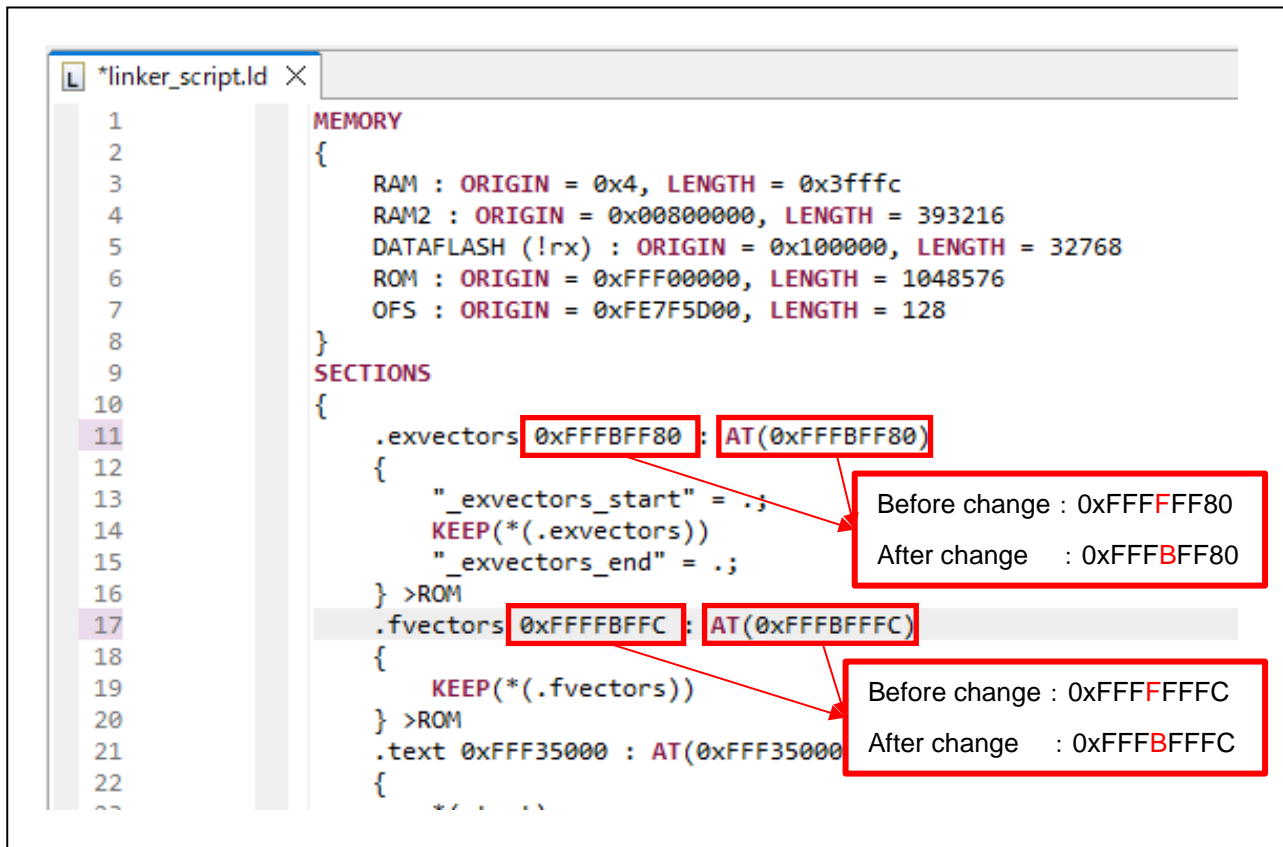 L *linker_script.ld ×
1 MEMORY
2 {
3 RAM : ORIGIN = 0x4, LENGTH = 0x3fffc
4 RAM2 : ORIGIN = 0x00800000, LENGTH = 393216
5 DATAFLASH (!rx) : ORIGIN = 0x100000, LENGTH = 32768
6 ROM : ORIGIN = 0xFFF00000, LENGTH = 1048576
7 OFS : ORIGIN = 0xFE7F5D00, LENGTH = 128
8 }
9 SECTIONS
10 {
11 .exvectors 0xFFFBFF80 : AT(0xFFFBFF80)
12 {
13 "_exvectors_start" = .;
14 KEEP(*(.exvectors))
15 "_exvectors_end" = .;
16 } >ROM
17 .fvectors 0xFFFFBFFC : AT(0xFFFBFFFC)
18 {
19 KEEP(*(.fvectors))
20 } >ROM
21 .text 0xFFF35000 : AT(0xFFF35000
22 {
Before change : 0xFFFFFF80
After change : 0xFFFBFF80
Before change : 0xFFFFFFFC
After change : 0xFFFBFFFC